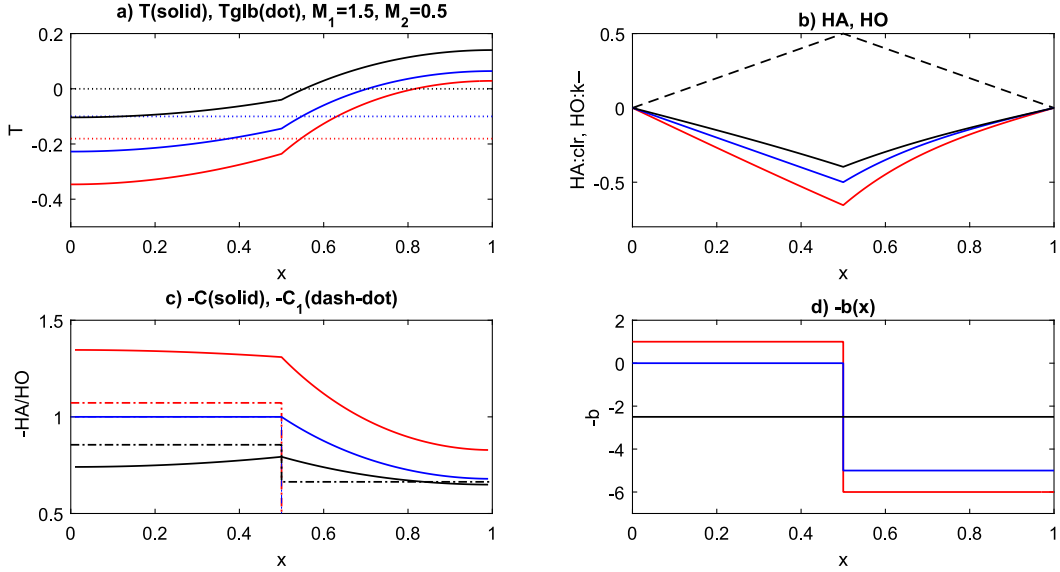 a) T(solid), Tglb(dot), M1=1.5, M2=0.5
0.2
0
-0.2
-0.4
T
0 0.2 0.4 0.6 0.8 1
x
b) HA, HO
0.5
0
-0.5
HA:clr, HO:k--
0 0.2 0.4 0.6 0.8 1
x
c) -C(solid), -C1(dash-dot)
1.5
1
0.5
-HA/HO
0 0.2 0.4 0.6 0.8 1
x
d) -b(x)
2
0
-2
-4
-6
-b
0 0.2 0.4 0.6 0.8 1
x